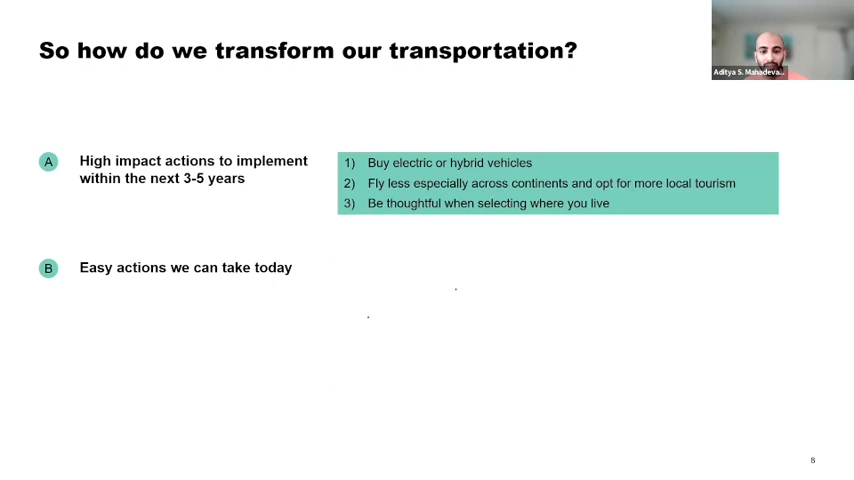 So how do we transform our transportation?
Aditya S. Mahadeva...
A
High impact actions to implement
within the next 3-5 years
1) Buy electric or hybrid vehicles
2) Fly less especially across continents and opt for more local tourism
3) Be thoughtful when selecting where you live
B
Easy actions we can take today
8